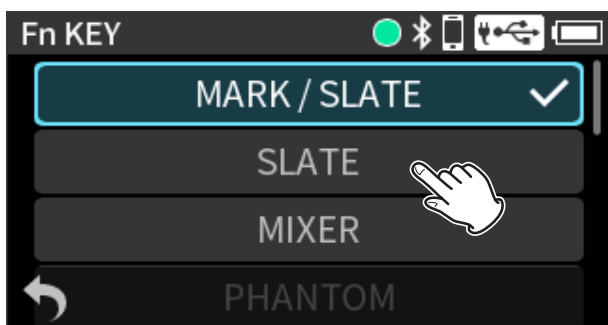 Fn KEY
MARK / SLATE
SLATE
MIXER
PHANTOM